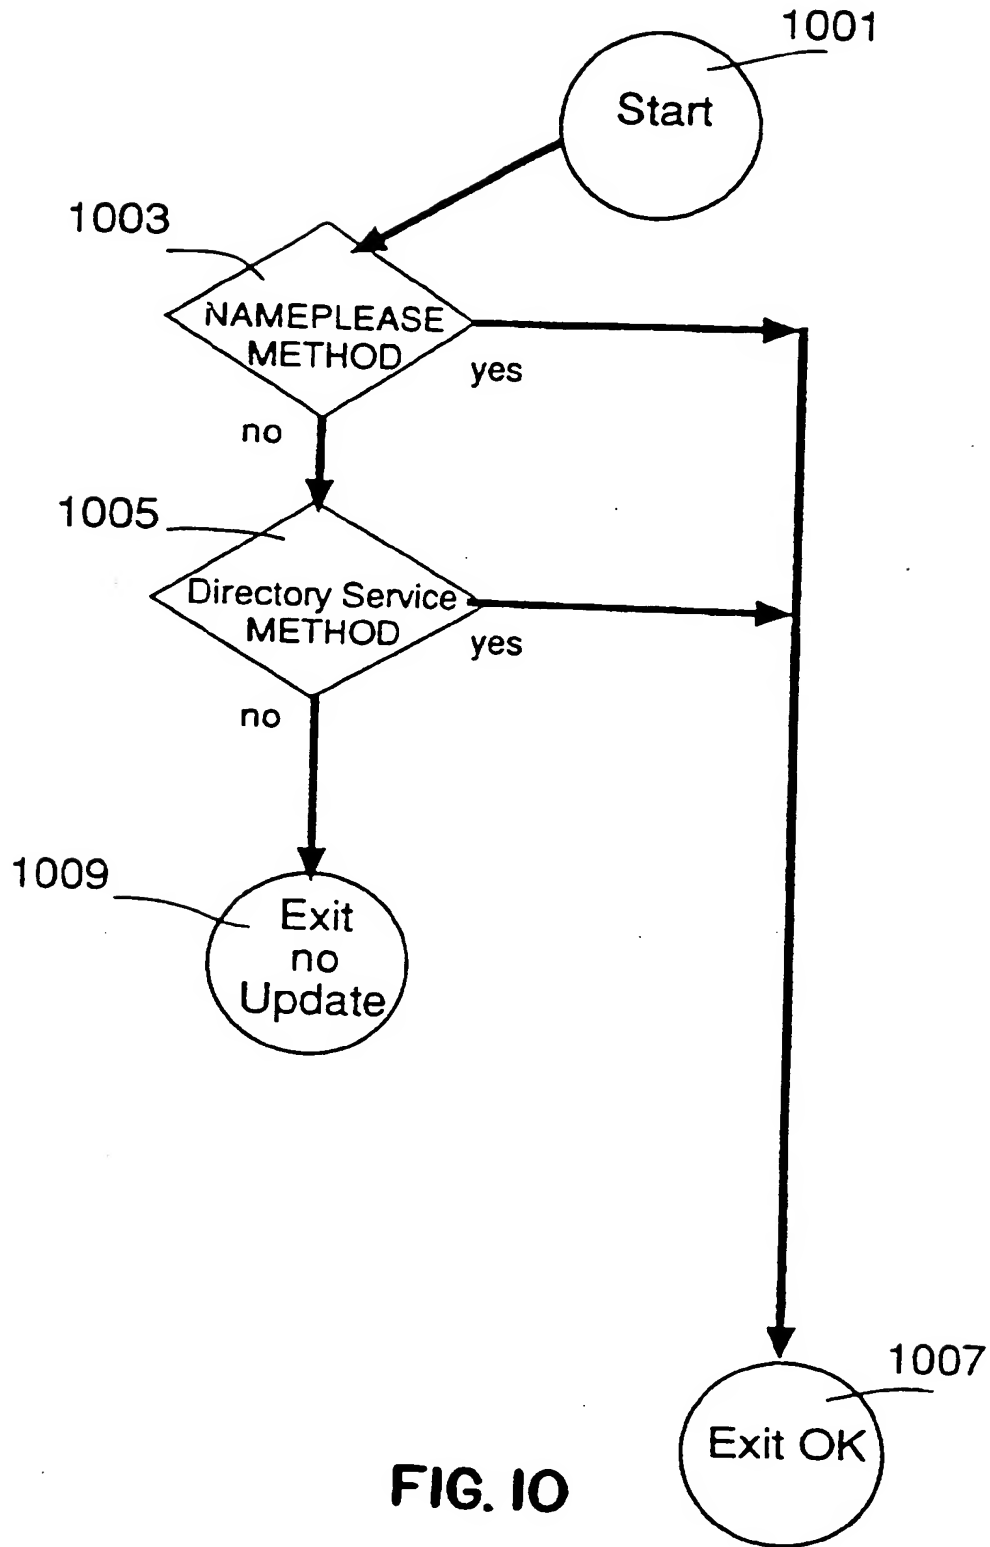 1001
Start
1003
NAMEPLEASE
METHOD
yes
no
1005
Directory Service
METHOD
yes
no
1009
Exit
no
Update
1007
Exit OK
FIG. 10